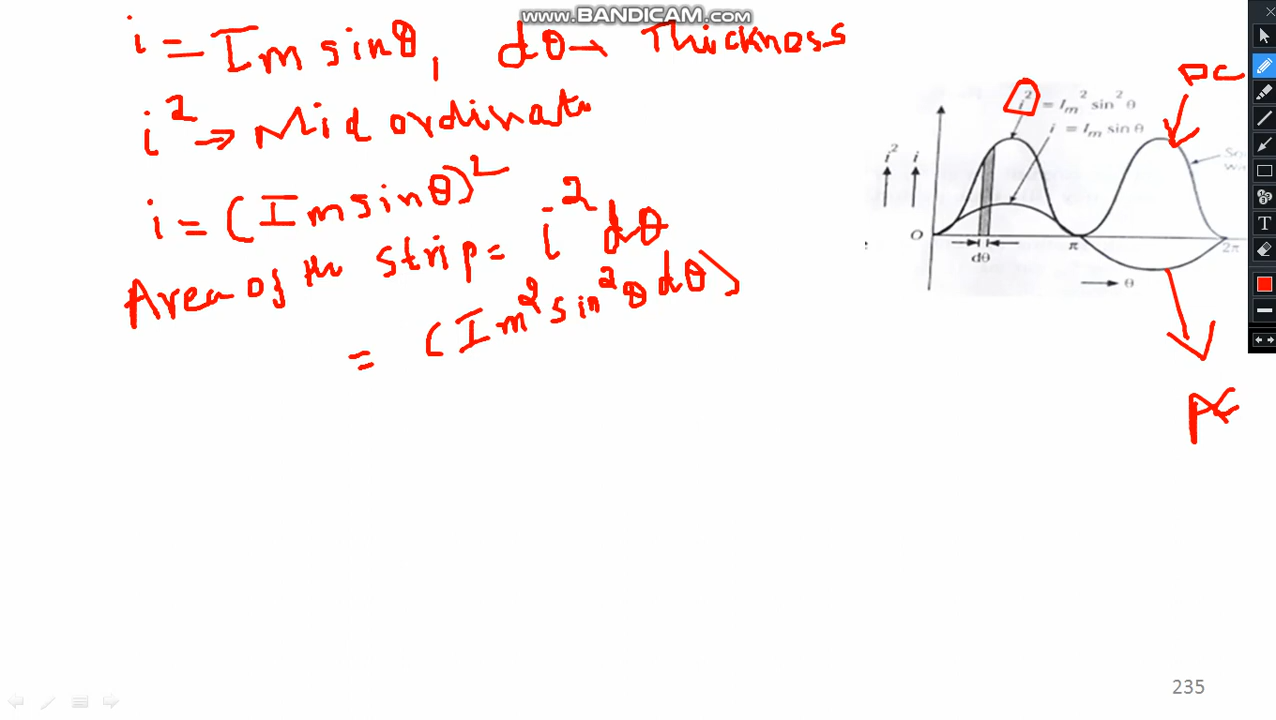 www.BANDICAM.com
i = Im sinθ, dθ → Thickness
i² → Mid ordinate
i = (Im sinθ)²
Area of the strip = i² dθ
= (Im² sin²θ dθ)
DC
i² = Im² sin² θ
i = Im sin θ
i² i
O
π
2π
dθ
θ
235